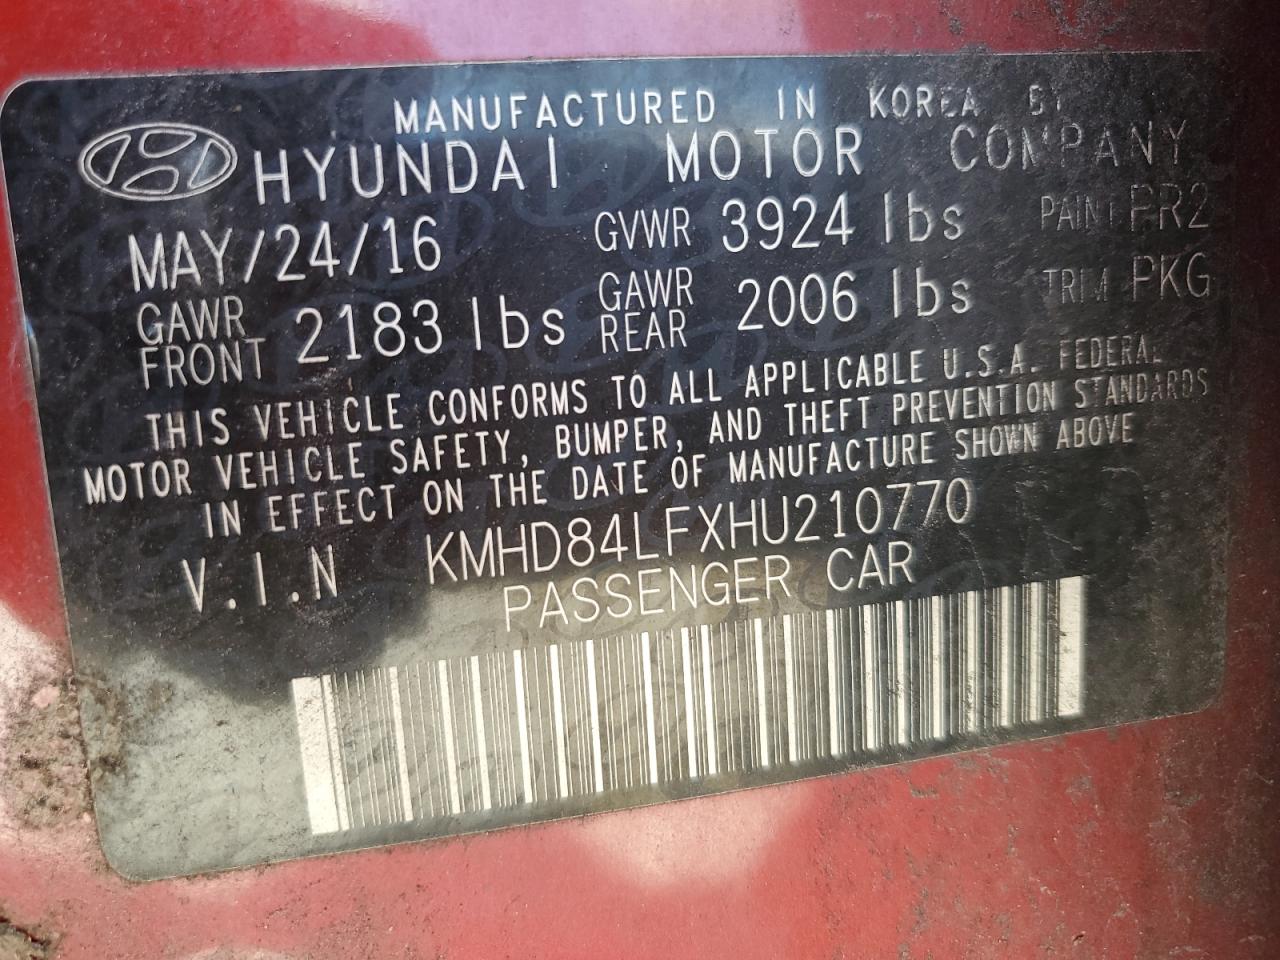 MANUFACTURED IN KOREA BY
HYUNDAI MOTOR COMPANY
MAY/24/16 GVWR 3924 lbs PAINT PR2
GAWR FRONT 2183 lbs GAWR REAR 2006 lbs TRIM PKG
THIS VEHICLE CONFORMS TO ALL APPLICABLE U.S.A. FEDERAL
MOTOR VEHICLE SAFETY, BUMPER, AND THEFT PREVENTION STANDARDS
IN EFFECT ON THE DATE OF MANUFACTURE SHOWN ABOVE
V.I.N KMHD84LFXHU210770
PASSENGER CAR